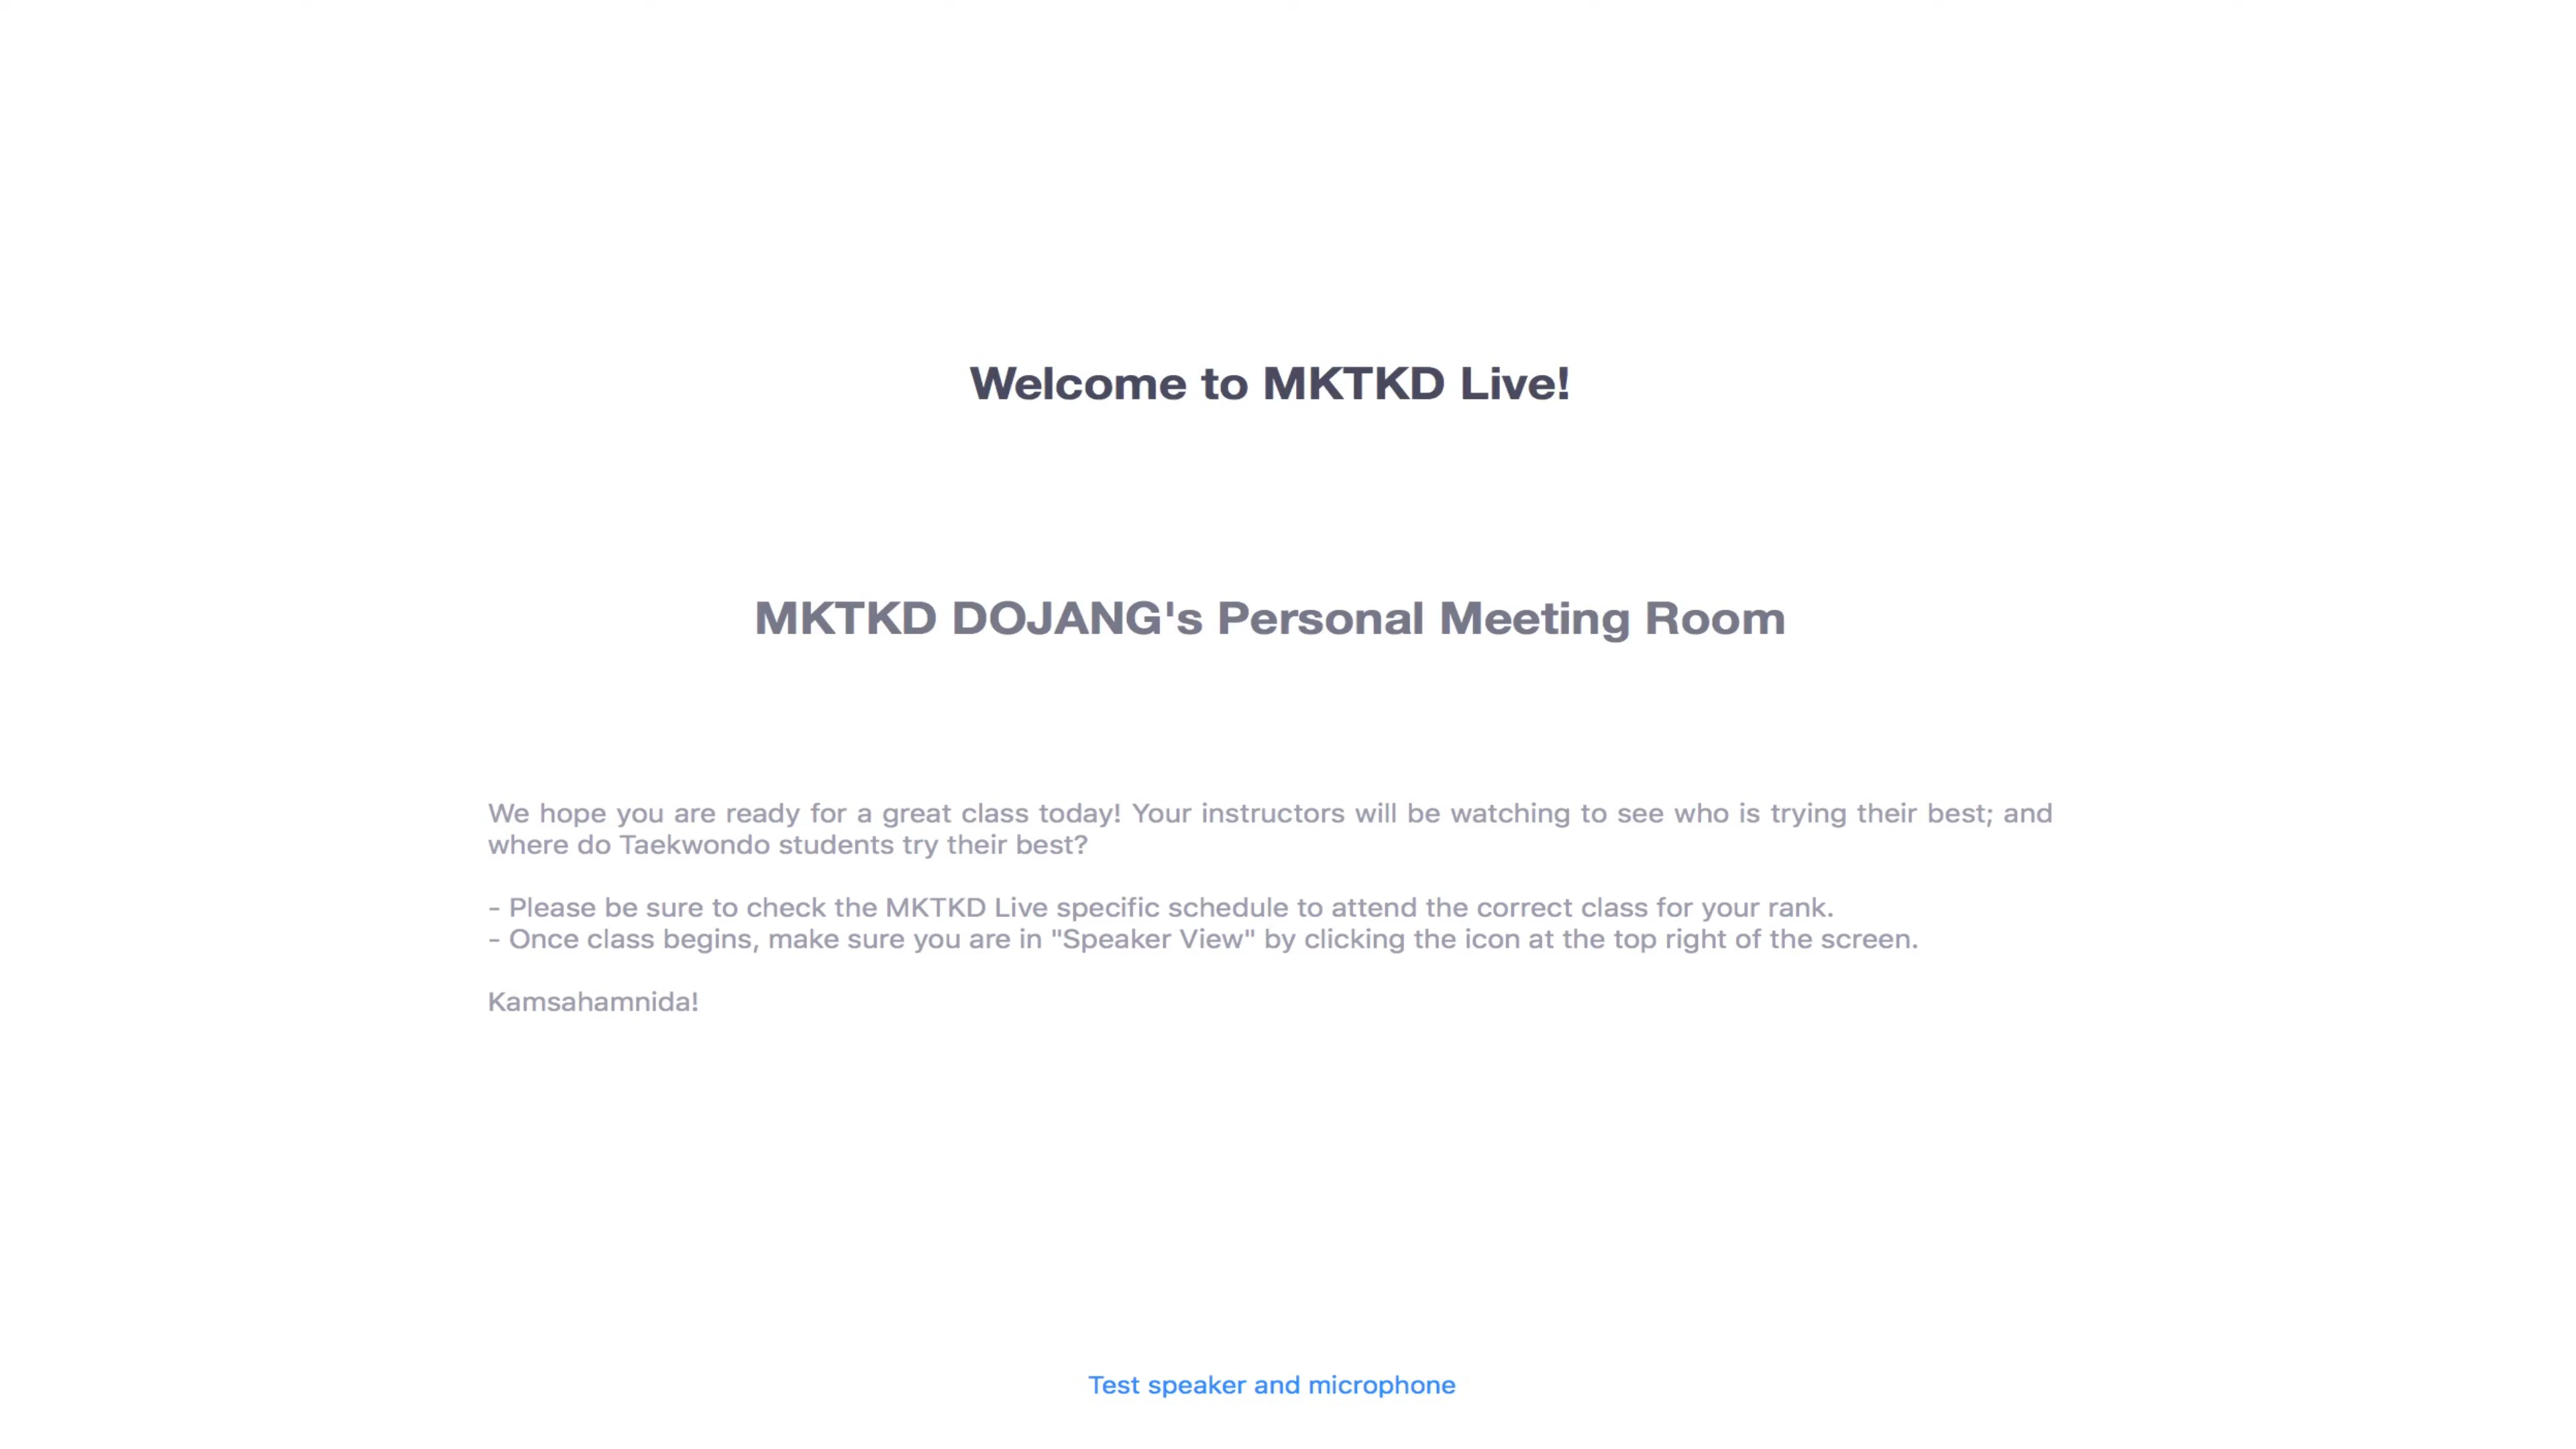 Welcome to MKTKD Live!
MKTKD DOJANG's Personal Meeting Room
We hope you are ready for a great class today! Your instructors will be watching to see who is trying their best; and
where do Taekwondo students try their best?
- Please be sure to check the MKTKD Live specific schedule to attend the correct class for your rank.
- Once class begins, make sure you are in "Speaker View" by clicking the icon at the top right of the screen.
Kamsahamnida!
Test speaker and microphone